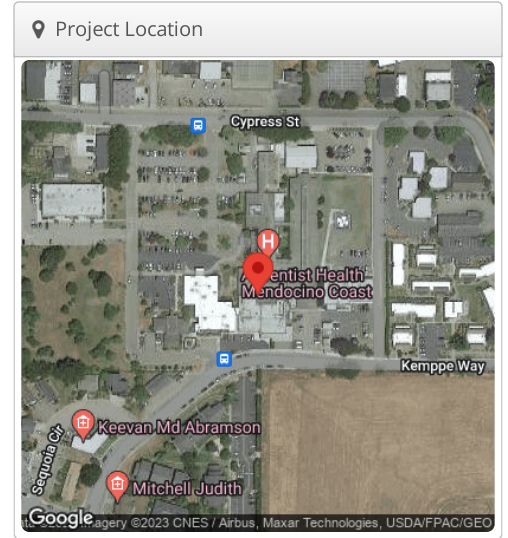 Project Location
Cypress St
H
Health
Mendocino Coast
Kemppe Way
Keevan Md Abramson
Sequoia Cir
Mitchell Judith
Google
Imagery ©2023 CNES / Airbus, Maxar Technologies, USDA/FPAC/GEO